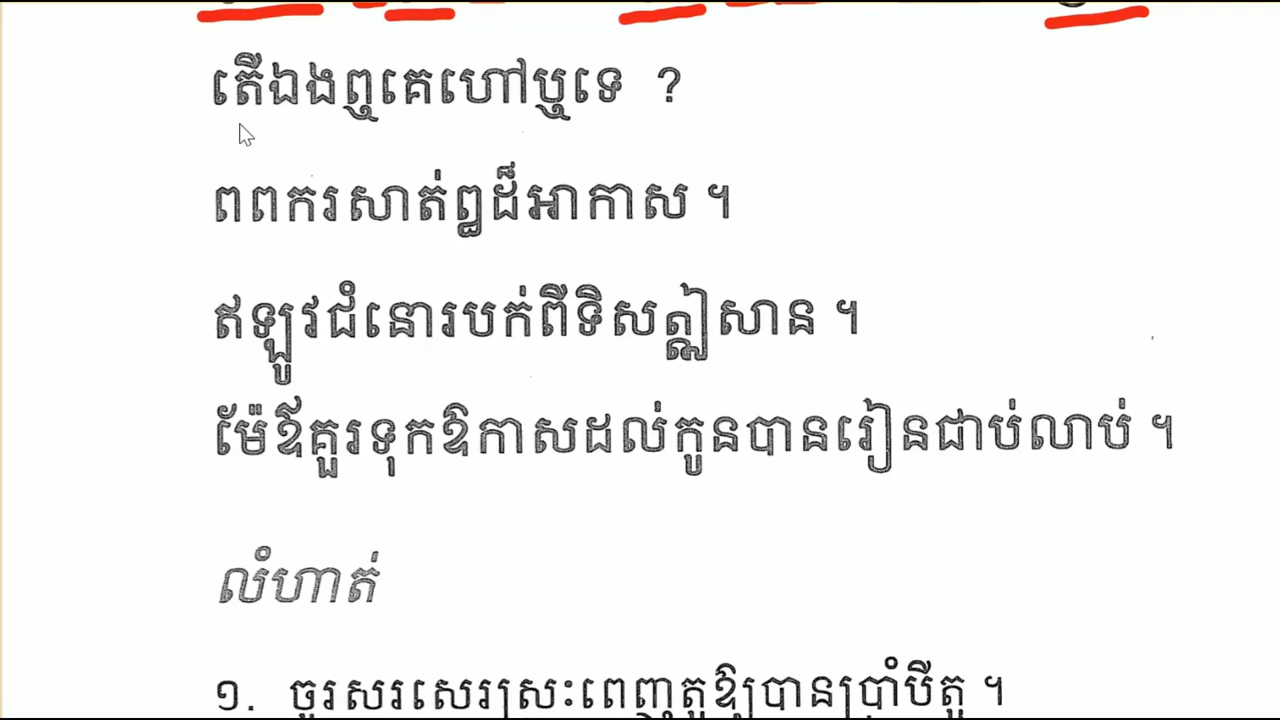 តើឯងឮគេហៅឬទេ ?
ពពករសាត់ឰដ៏អាកាស ។
ឥឡូវជំនោរបក់ពីទិសឦសាន ។
ម៉ែឪគួរទុកឱកាសដល់កូនបានរៀនជាប់លាប់ ។
លំហាត់
១. ចូរសរសេរស្រះពេញតួឱ្យបានប្រាំបីតួ ។